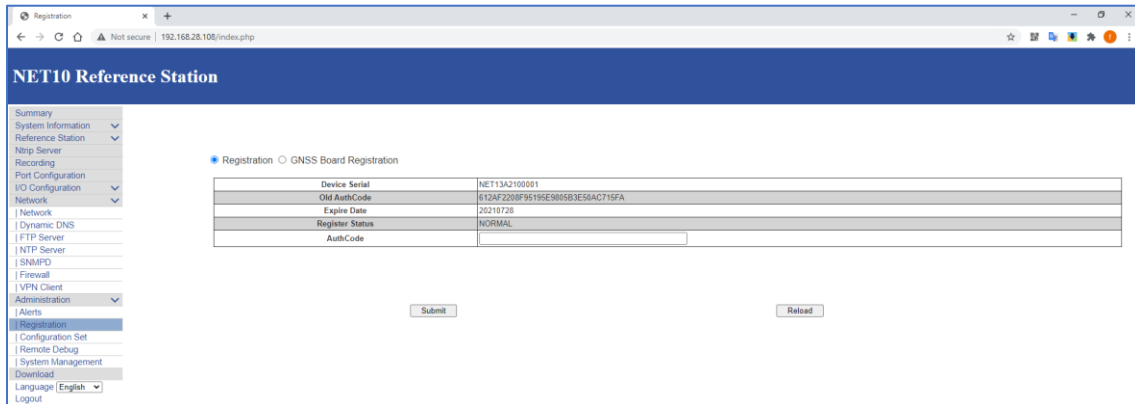 Registration
Not secure | 192.168.28.108/index.php
NET10 Reference Station
Summary
System Information
Reference Station
Ntrip Server
Recording
Port Configuration
I/O Configuration
Network
| Network
| Dynamic DNS
| FTP Server
| NTP Server
| SNMPD
| Firewall
| VPN Client
Administration
| Alerts
| Registration
| Configuration Set
| Remote Debug
| System Management
Download
Language English
Logout
Registration GNSS Board Registration
Device Serial NET13A2100001
Old AuthCode 612AF2208F95195E9805B3E50AC715FA
Expire Date 20210728
Register Status NORMAL
AuthCode
Submit Reload